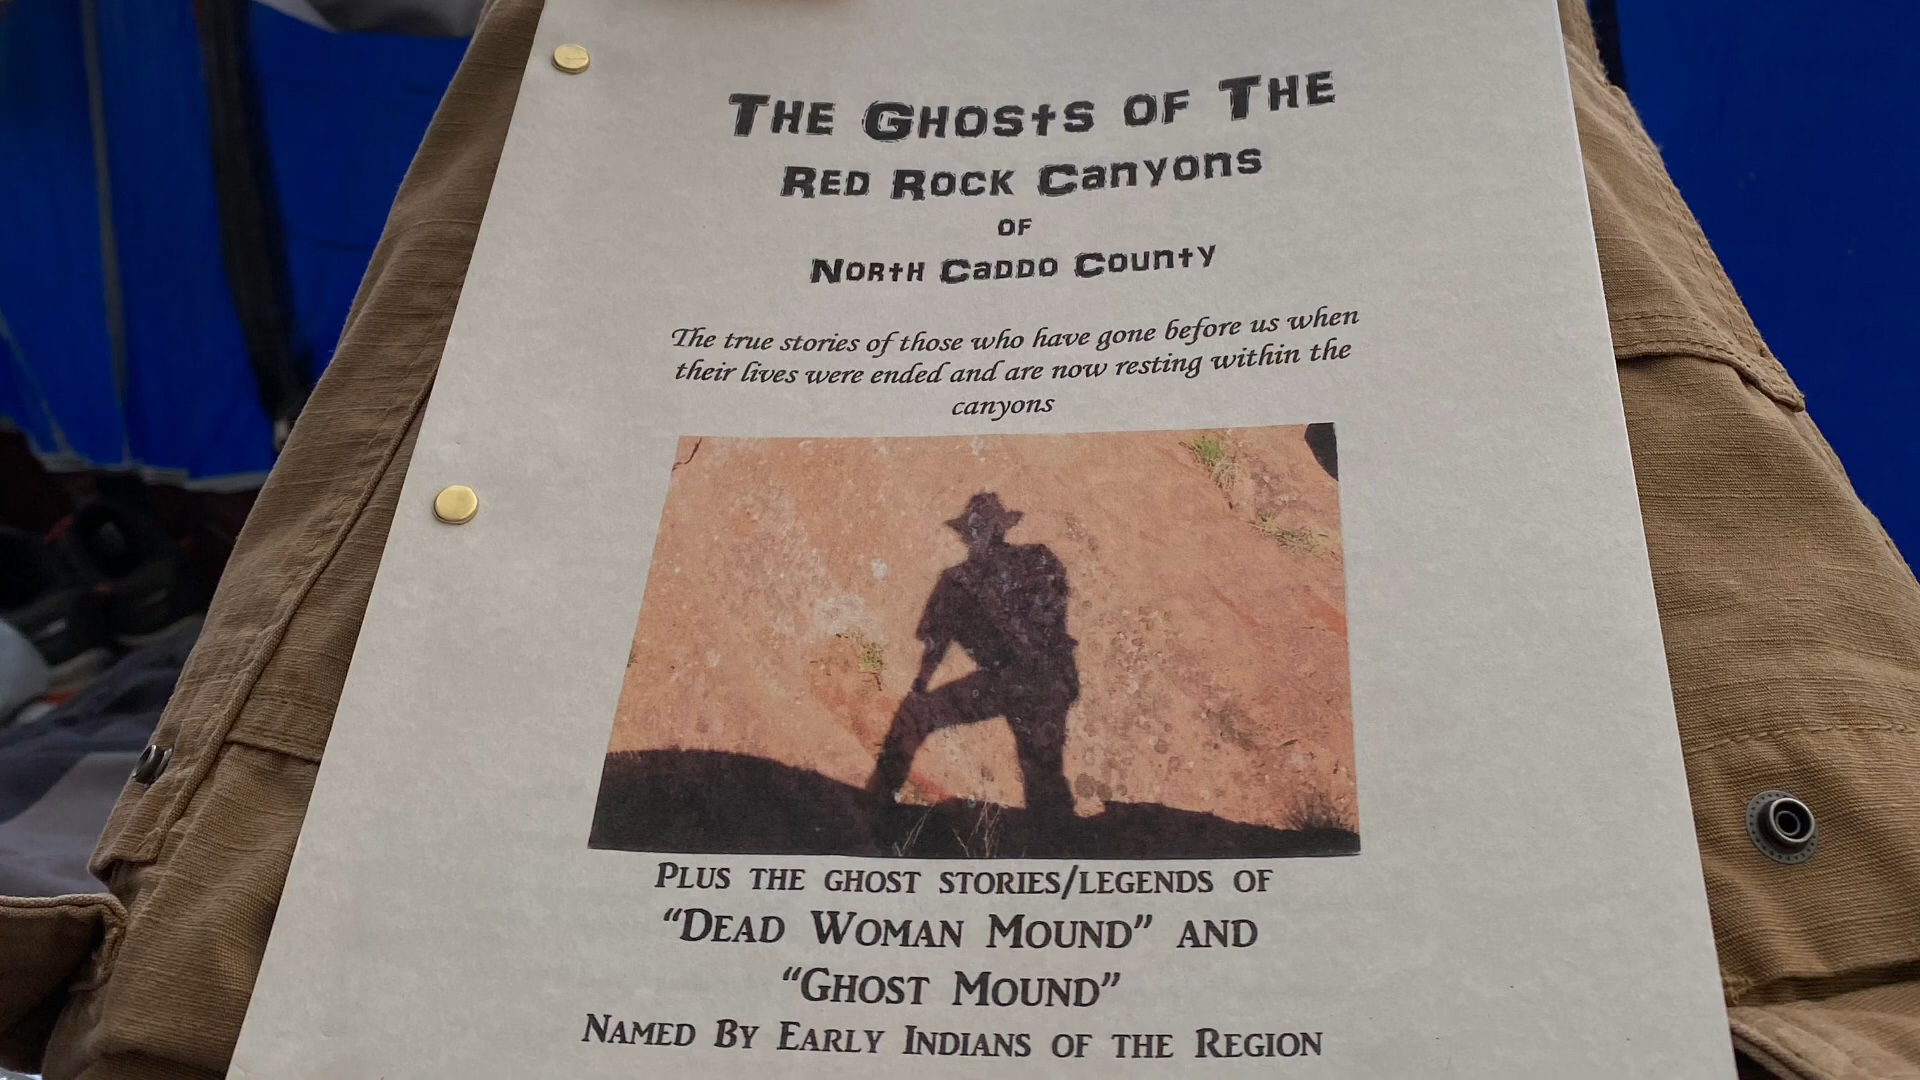 The Ghosts of The
Red Rock Canyons
of
North Caddo County
The true stories of those who have gone before us when
their lives were ended and are now resting within the
canyons
Plus the ghost stories/legends of
“Dead Woman Mound” and
“Ghost Mound”
Named By Early Indians of the Region